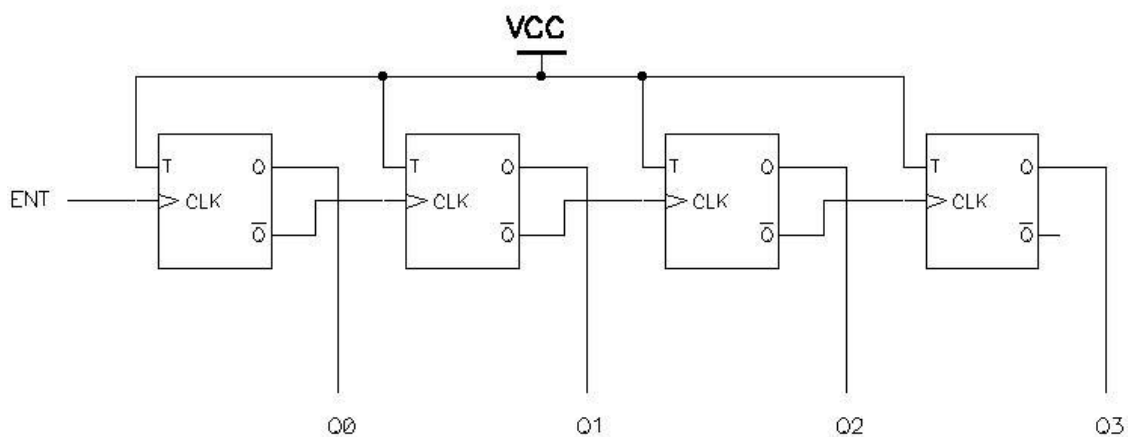 VCC
T Q T Q T Q T Q
ENT CLK CLK CLK CLK
Q̅ Q̅ Q̅ Q̅
Q0 Q1 Q2 Q3